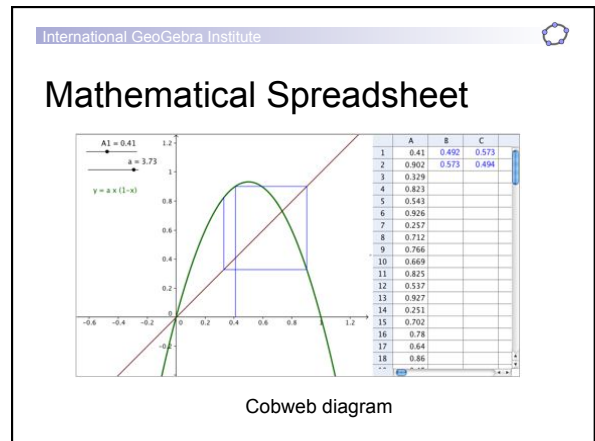 International GeoGebra Institute
Mathematical Spreadsheet
A1 = 0.41
a = 3.73
y = a x (1−x)
1.2
1
0.8
0.6
0.4
0.2
0
-0.2
-0.6 -0.4 -0.2 0 0.2 0.4 0.6 0.8 1 1.2
A B C
1 0.41 0.492 0.573
2 0.902 0.573 0.494
3 0.329
4 0.823
5 0.543
6 0.926
7 0.257
8 0.712
9 0.766
10 0.669
11 0.825
12 0.537
13 0.927
14 0.251
15 0.702
16 0.78
17 0.64
18 0.86
Cobweb diagram